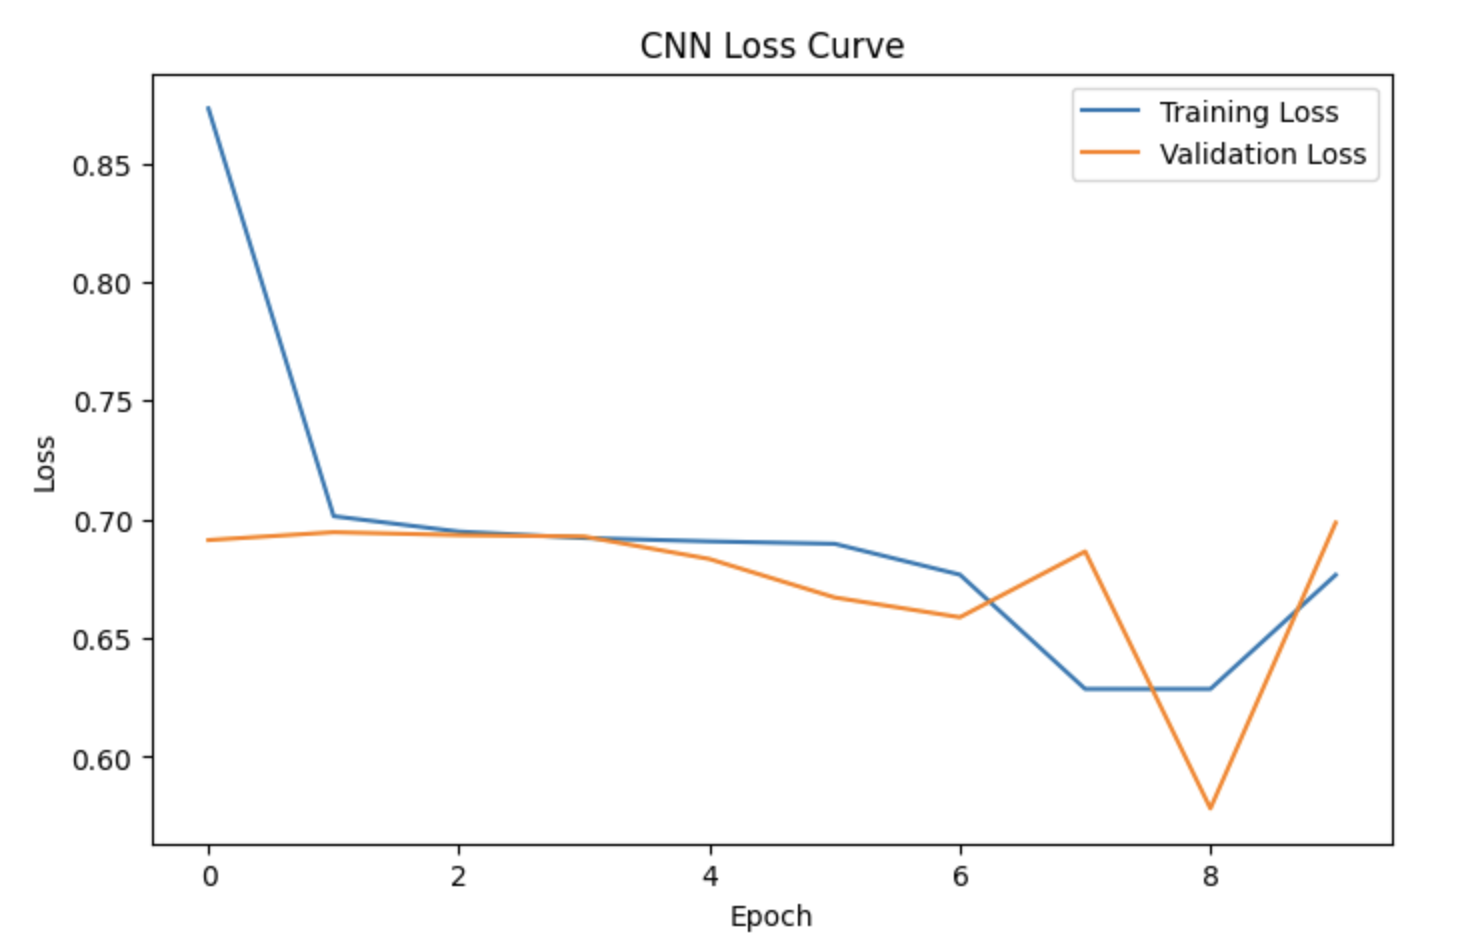 CNN Loss Curve
Training Loss
Validation Loss
0.85
0.80
0.75
0.70
0.65
0.60
Loss
0 2 4 6 8
Epoch